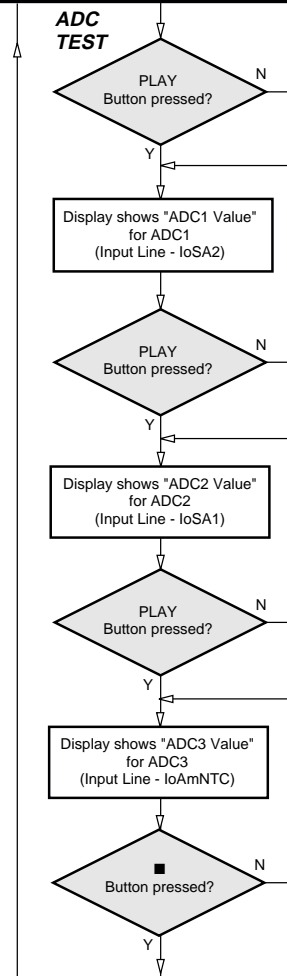 ADC
TEST
PLAY
Button pressed?
N
Y
Display shows "ADC1 Value"
for ADC1
(Input Line - IoSA2)
PLAY
Button pressed?
N
Y
Display shows "ADC2 Value"
for ADC2
(Input Line - IoSA1)
PLAY
Button pressed?
N
Y
Display shows "ADC3 Value"
for ADC3
(Input Line - IoAmNTC)
■
Button pressed?
N
Y